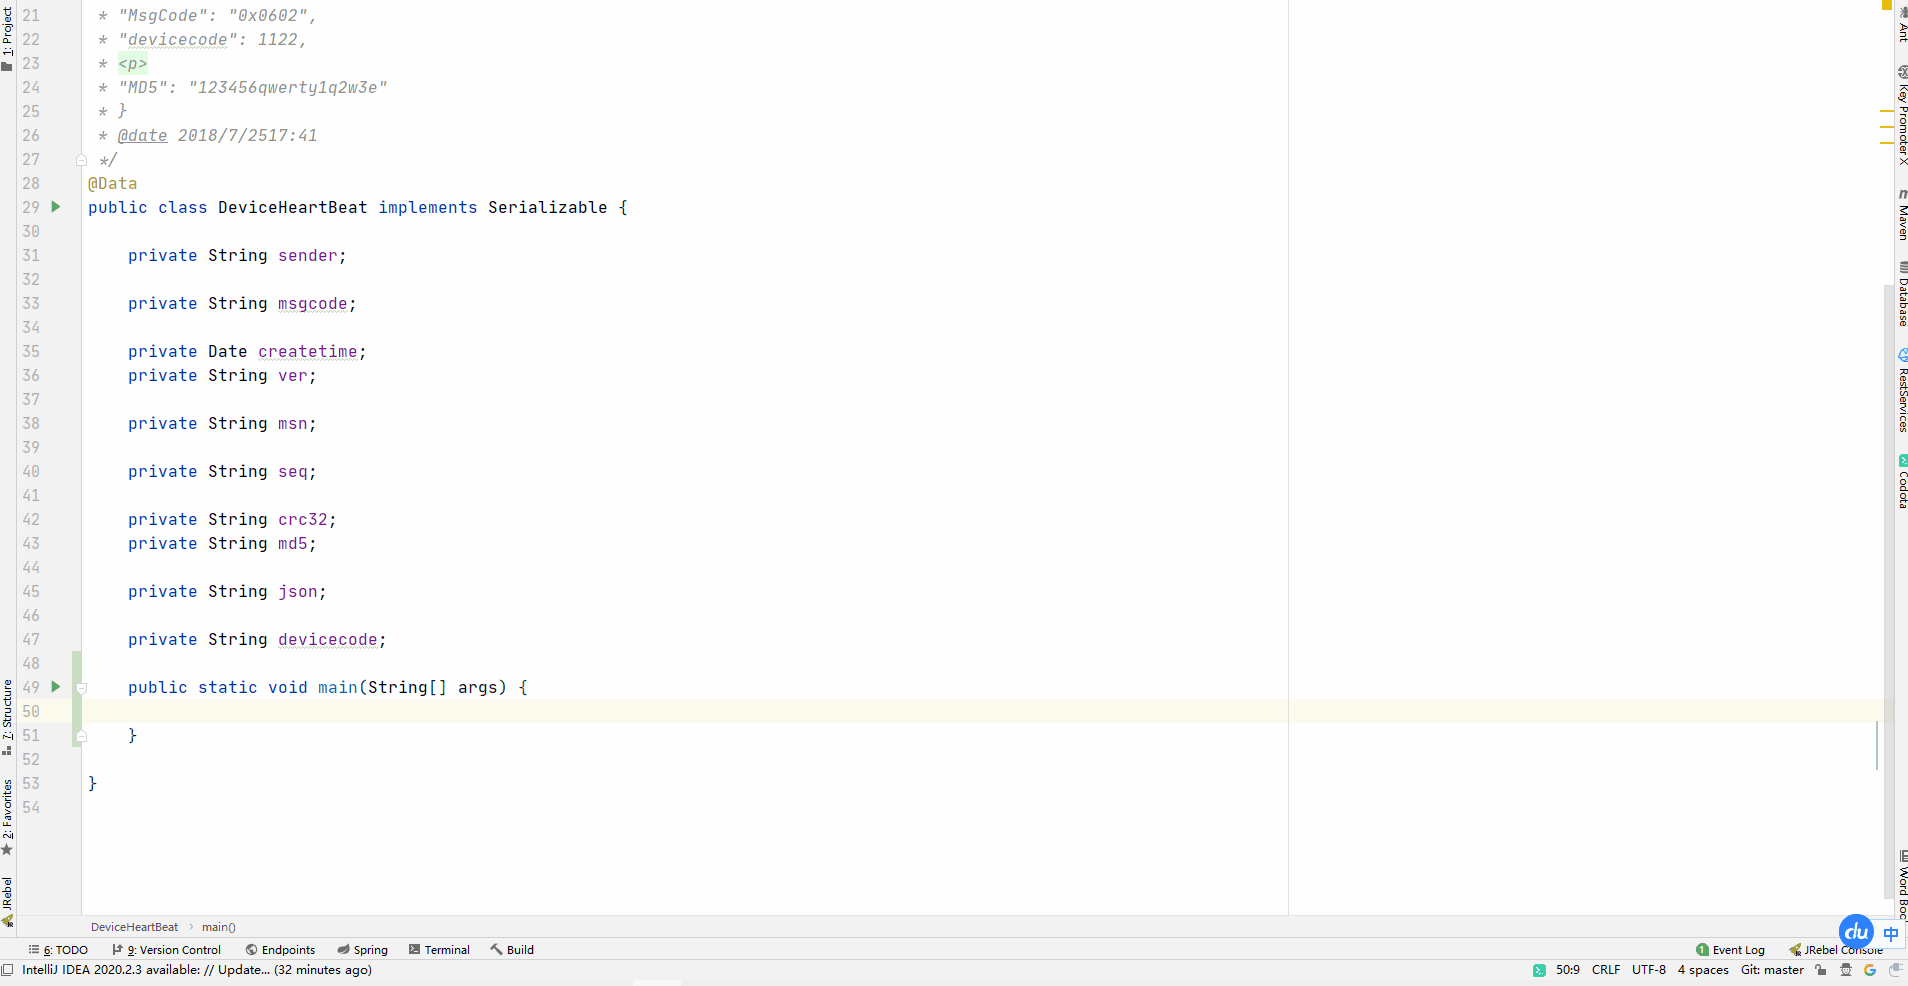 1: Project
7: Structure
2: Favorites
JRebel
21 * "MsgCode": "0x0602",
22 * "devicecode": 1122,
23 * <p>
24 * "MD5": "123456qwerty1q2w3e"
25 * }
26 * @date 2018/7/2517:41
27 */
28 @Data
29 public class DeviceHeartBeat implements Serializable {
30
31 private String sender;
32
33 private String msgcode;
34
35 private Date createtime;
36 private String ver;
37
38 private String msn;
39
40 private String seq;
41
42 private String crc32;
43 private String md5;
44
45 private String json;
46
47 private String devicecode;
48
49 public static void main(String[] args) {
50
51 }
52
53 }
54
Ant
Key Promoter X
Maven
Database
RestServices
Codota
Word Boo
DeviceHeartBeat › main()
6: TODO 9: Version Control Endpoints Spring Terminal Build 1 Event Log JRebel Console
du 中
IntelliJ IDEA 2020.2.3 available: // Update... (32 minutes ago) 50:9 CRLF UTF-8 4 spaces Git: master